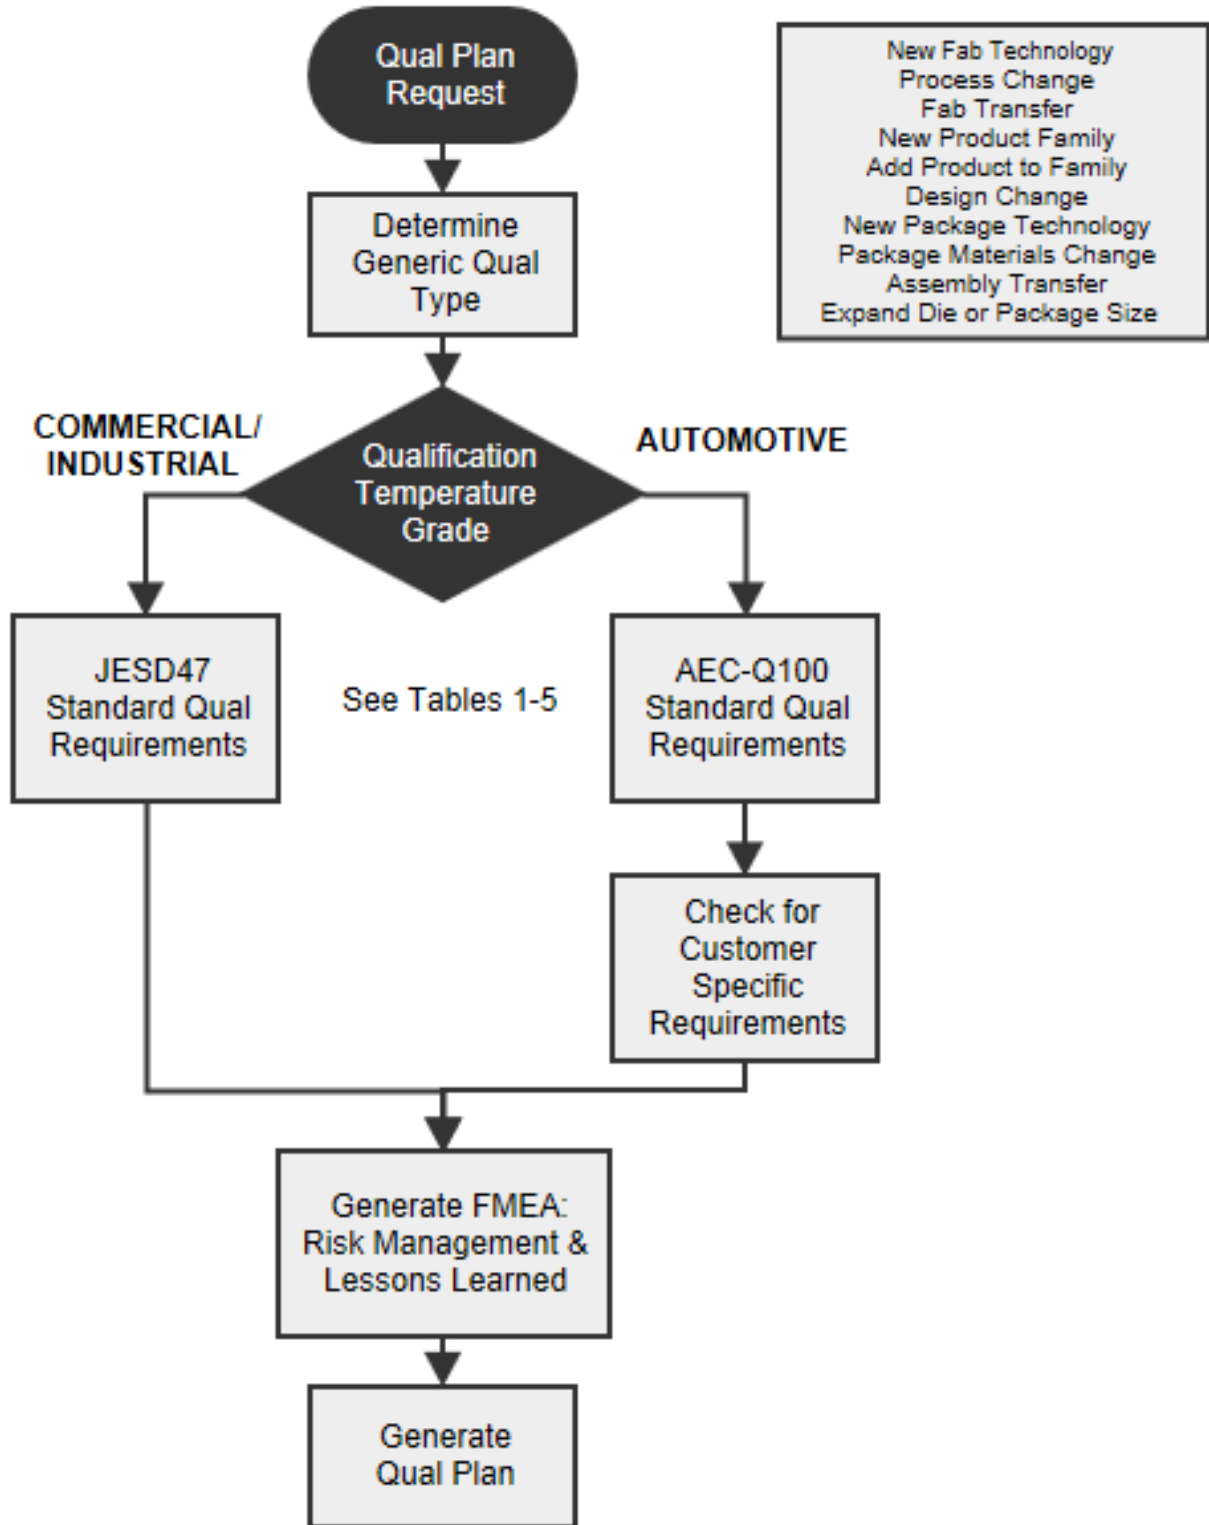 Qual Plan
Request
New Fab Technology
Process Change
Fab Transfer
New Product Family
Add Product to Family
Design Change
New Package Technology
Package Materials Change
Assembly Transfer
Expand Die or Package Size
Determine
Generic Qual
Type
COMMERCIAL/
INDUSTRIAL
Qualification
Temperature
Grade
AUTOMOTIVE
JESD47
Standard Qual
Requirements
See Tables 1-5
AEC-Q100
Standard Qual
Requirements
Check for
Customer
Specific
Requirements
Generate FMEA:
Risk Management &
Lessons Learned
Generate
Qual Plan